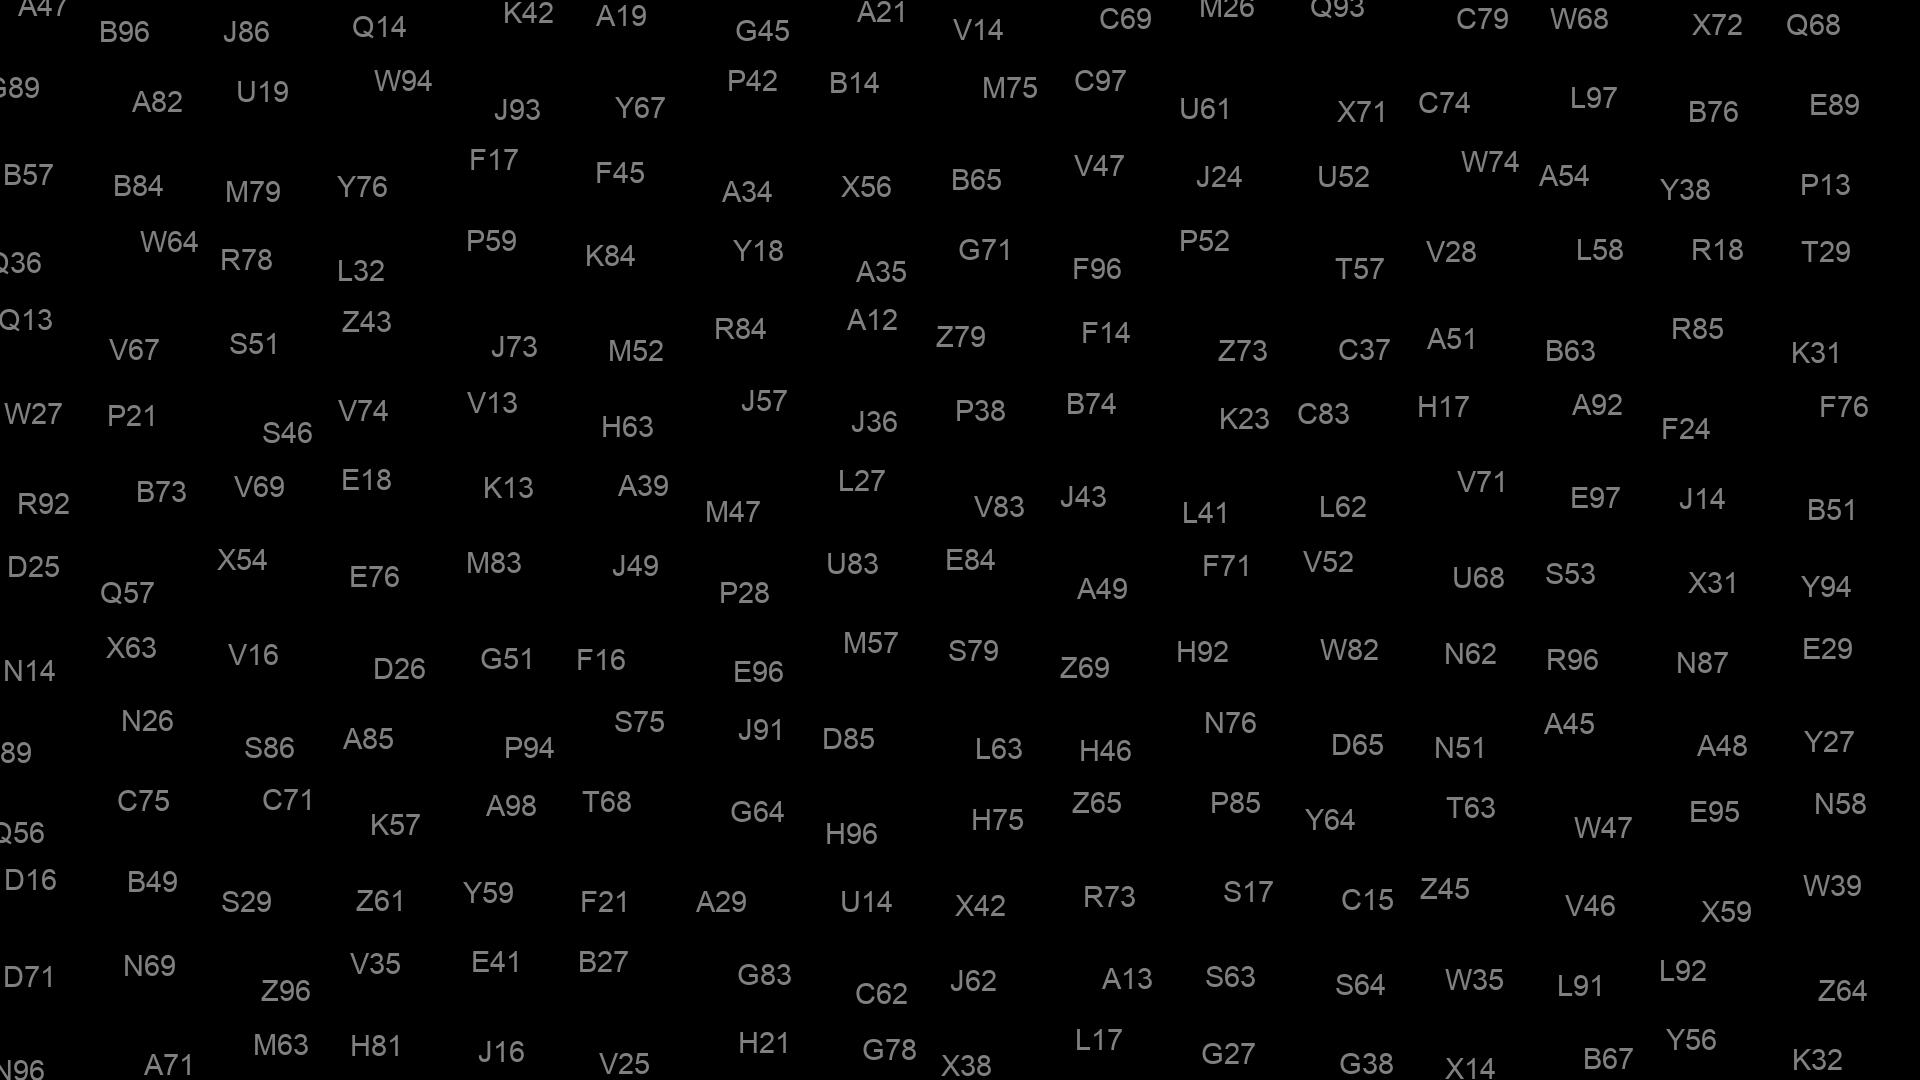 A47 B96 J86 Q14 K42 A19 G45 A21 V14 C69 M26 Q93 C79 W68 X72 Q68
G89 A82 U19 W94 J93 Y67 P42 B14 M75 C97 U61 X71 C74 L97 B76 E89
B57 B84 M79 Y76 F17 F45 A34 X56 B65 V47 J24 U52 W74 A54 Y38 P13
Q36 W64 R78 L32 P59 K84 Y18 A35 G71 F96 P52 T57 V28 L58 R18 T29
Q13 V67 S51 Z43 J73 M52 R84 A12 Z79 F14 Z73 C37 A51 B63 R85 K31
W27 P21 S46 V74 V13 H63 J57 J36 P38 B74 K23 C83 H17 A92 F24 F76
R92 B73 V69 E18 K13 A39 M47 L27 V83 J43 L41 L62 V71 E97 J14 B51
D25 Q57 X54 E76 M83 J49 P28 U83 E84 A49 F71 V52 U68 S53 X31 Y94
N14 X63 V16 D26 G51 F16 E96 M57 S79 Z69 H92 W82 N62 R96 N87 E29
89 N26 S86 A85 P94 S75 J91 D85 L63 H46 N76 D65 N51 A45 A48 Y27
Q56 C75 C71 K57 A98 T68 G64 H96 H75 Z65 P85 Y64 T63 W47 E95 N58
D16 B49 S29 Z61 Y59 F21 A29 U14 X42 R73 S17 C15 Z45 V46 X59 W39
D71 N69 Z96 V35 E41 B27 G83 C62 J62 A13 S63 S64 W35 L91 L92 Z64
N96 A71 M63 H81 J16 V25 H21 G78 X38 L17 G27 G38 X14 B67 Y56 K32